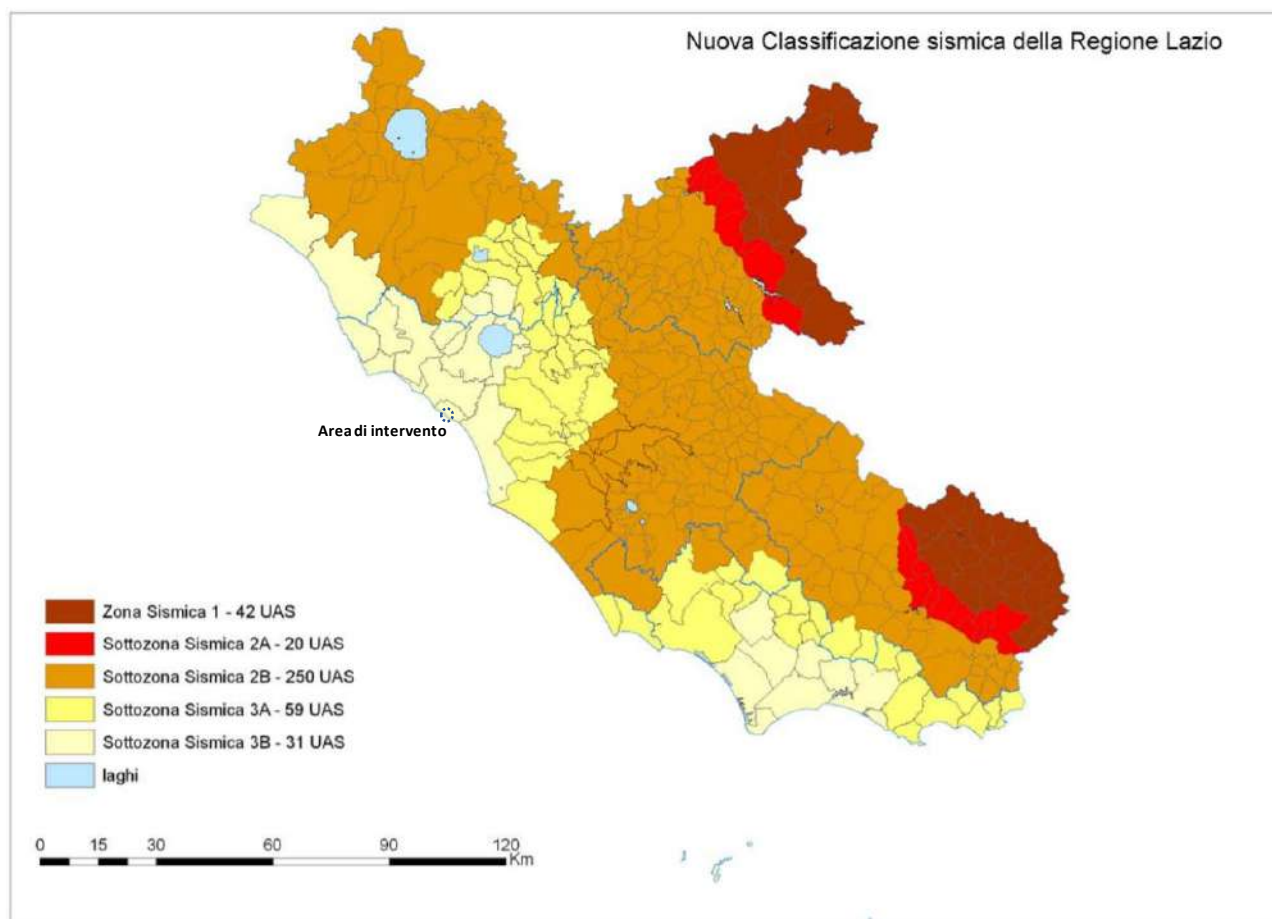 Nuova Classificazione sismica della Regione Lazio
Area di intervento
Zona Sismica 1 - 42 UAS
Sottozona Sismica 2A - 20 UAS
Sottozona Sismica 2B - 250 UAS
Sottozona Sismica 3A - 59 UAS
Sottozona Sismica 3B - 31 UAS
laghi
0 15 30 60 90 120
Km